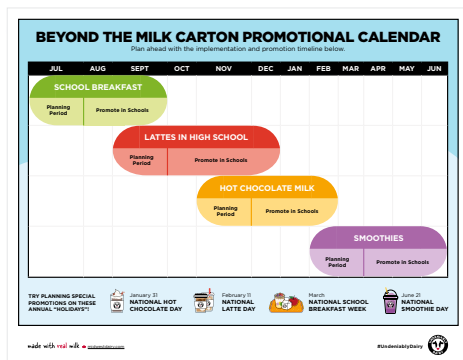 BEYOND THE MILK CARTON PROMOTIONAL CALENDAR
Plan ahead with the implementation and promotion timeline below.
JUL AUG SEPT OCT NOV DEC JAN FEB MAR APR MAY JUN
SCHOOL BREAKFAST
Planning
Period
Promote in Schools
LATTES IN HIGH SCHOOL
Planning
Period
Promote in Schools
HOT CHOCOLATE MILK
Planning
Period
Promote in Schools
SMOOTHIES
Planning
Period
Promote in Schools
TRY PLANNING SPECIAL
PROMOTIONS ON THESE
ANNUAL "HOLIDAYS"!
January 31
NATIONAL HOT
CHOCOLATE DAY
February 11
NATIONAL
LATTE DAY
March
NATIONAL SCHOOL
BREAKFAST WEEK
June 21
NATIONAL
SMOOTHIE DAY
made with real milk
midwestdairy.com
#UndeniablyDairy